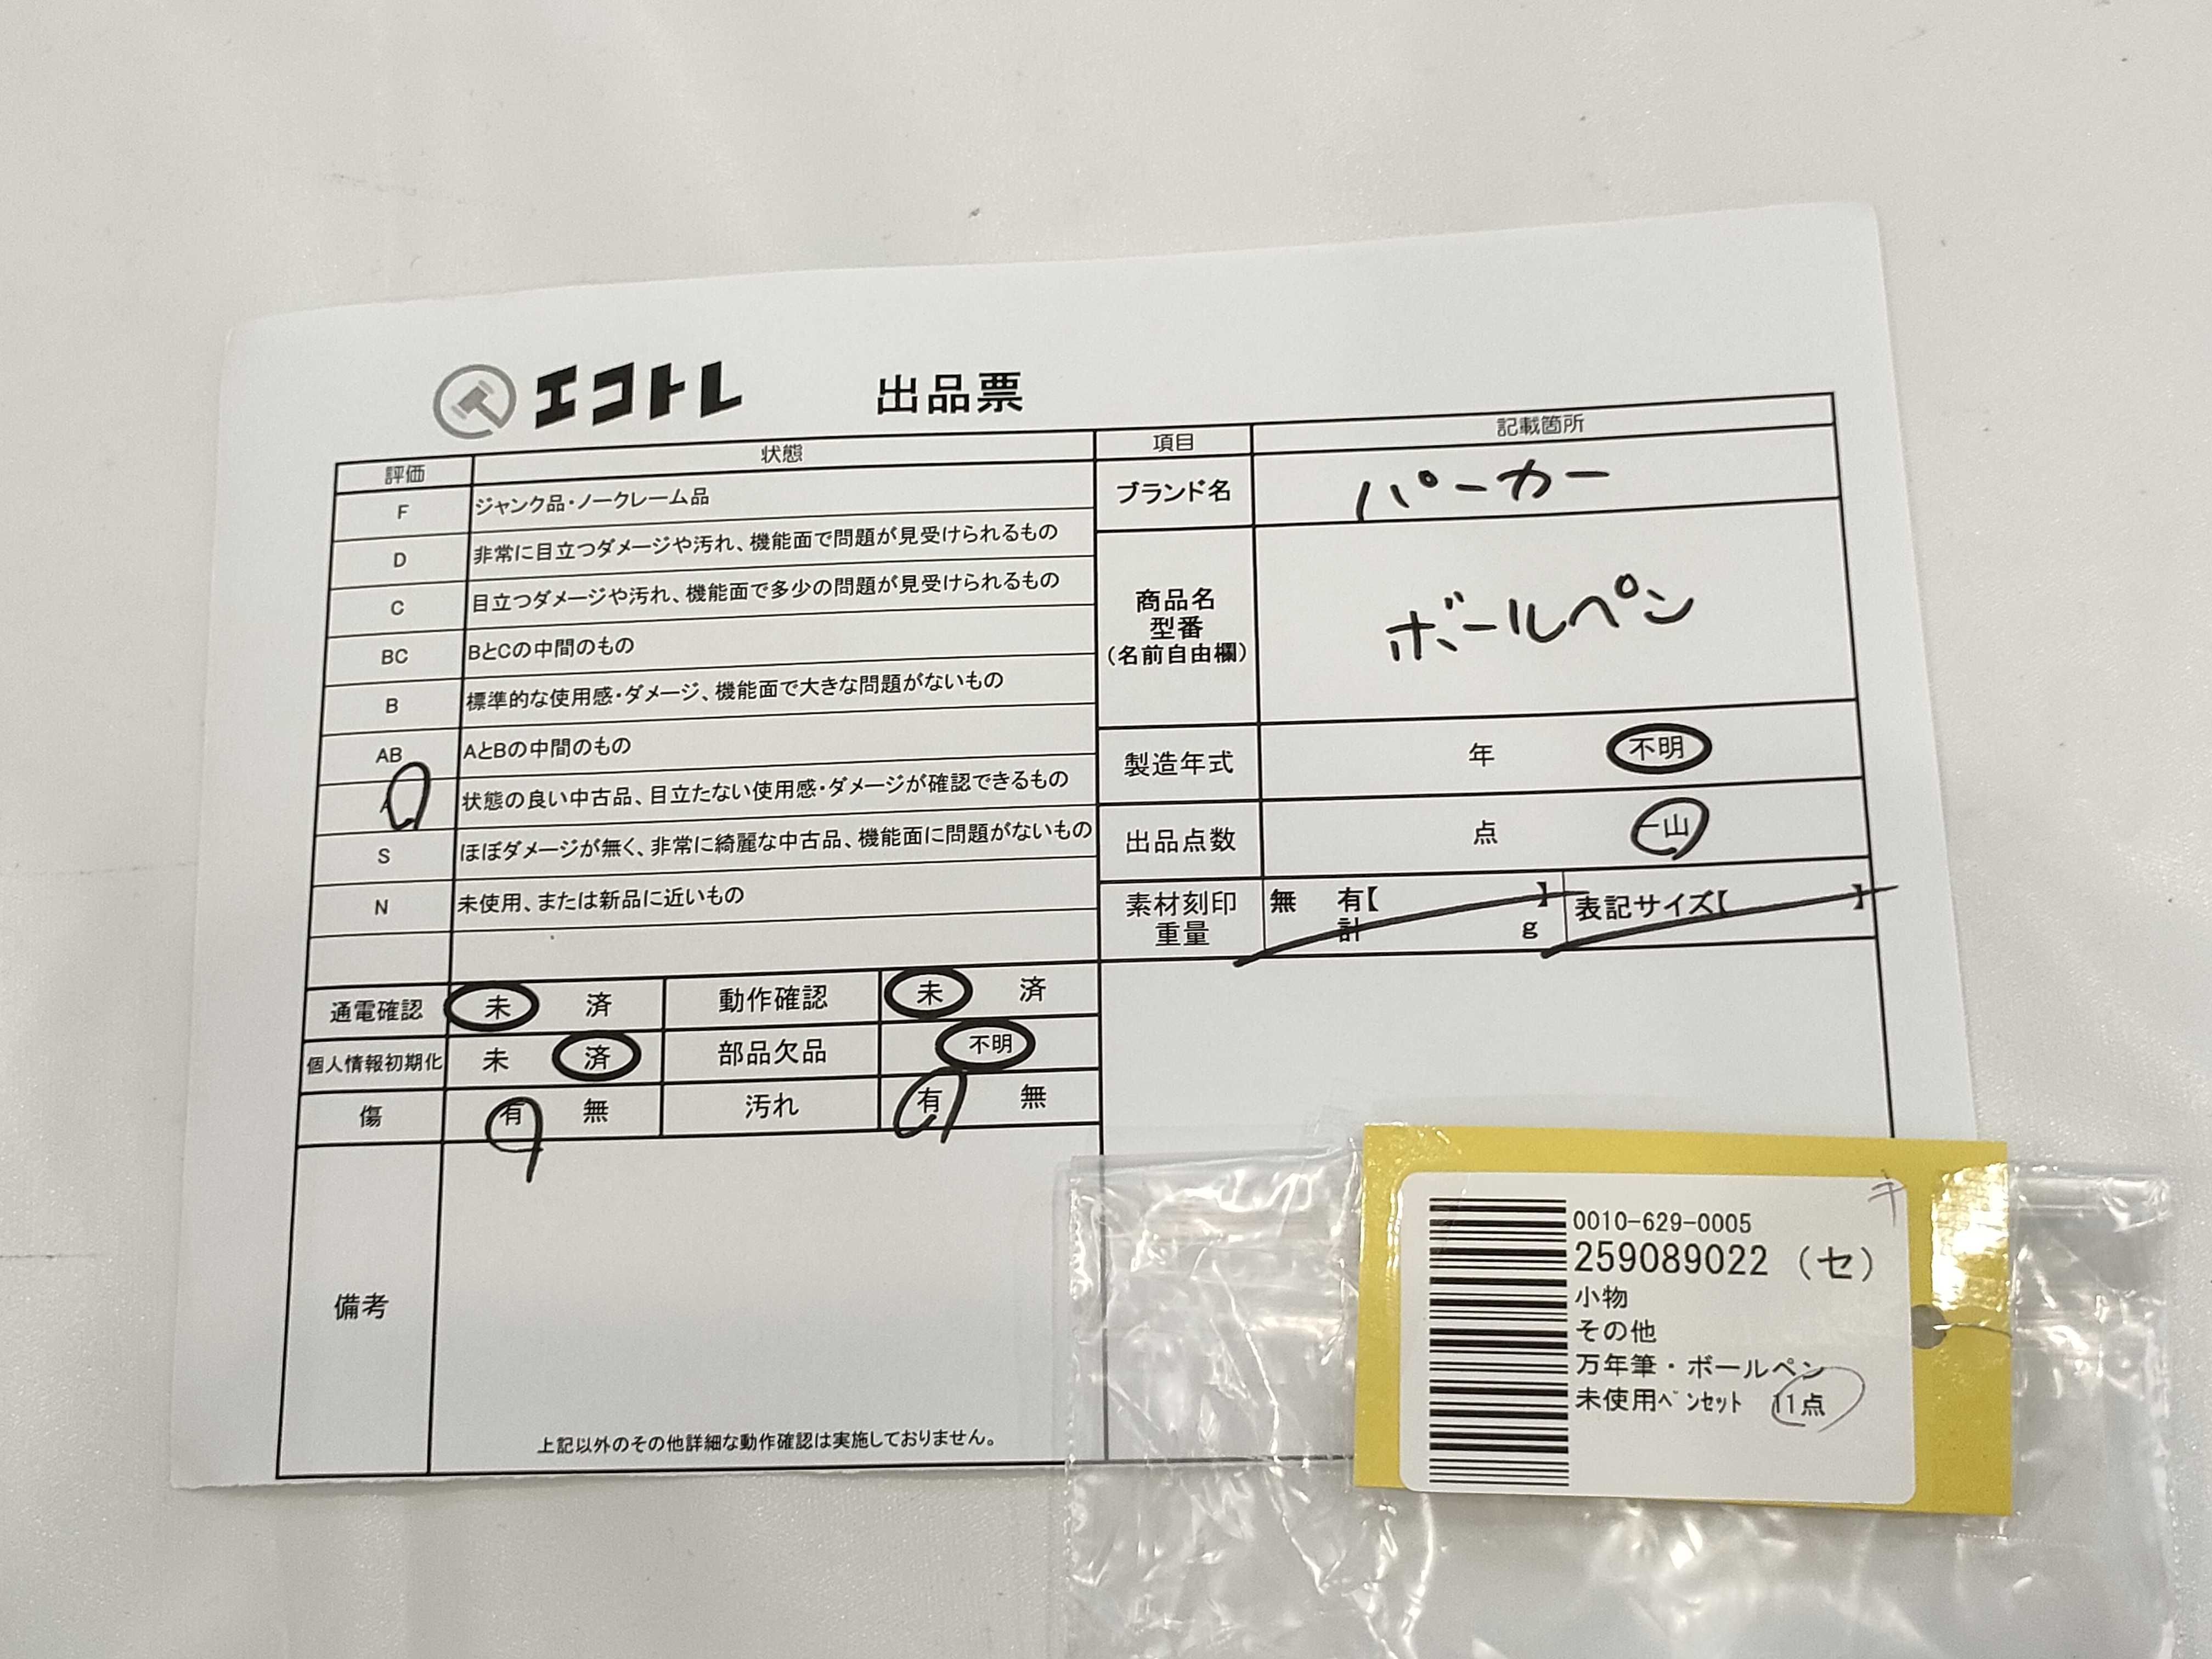 エコトレ 出品票
評価 状態
F ジャンク品・ノークレーム品
D 非常に目立つダメージや汚れ、機能面で問題が見受けられるもの
C 目立つダメージや汚れ、機能面で多少の問題が見受けられるもの
BC BとCの中間のもの
B 標準的な使用感・ダメージ、機能面で大きな問題がないもの
AB AとBの中間のもの
A 状態の良い中古品、目立たない使用感・ダメージが確認できるもの
S ほぼダメージが無く、非常に綺麗な中古品、機能面に問題がないもの
N 未使用、または新品に近いもの
通電確認 未 済 動作確認 未 済
個人情報初期化 未 済 部品欠品 不明
傷 有 無 汚れ 有 無
備考
上記以外のその他詳細な動作確認は実施しておりません。
項目 記載箇所
ブランド名 パーカー
商品名
型番
(名前自由欄)
ボールペン
製造年式 年 不明
出品点数 点 一山
素材刻印 無 有【 】 表記サイズ【 】
重量 計 g
0010-629-0005
259089022 (セ)
小物
その他
万年筆・ボールペン
未使用ペンセット 11点